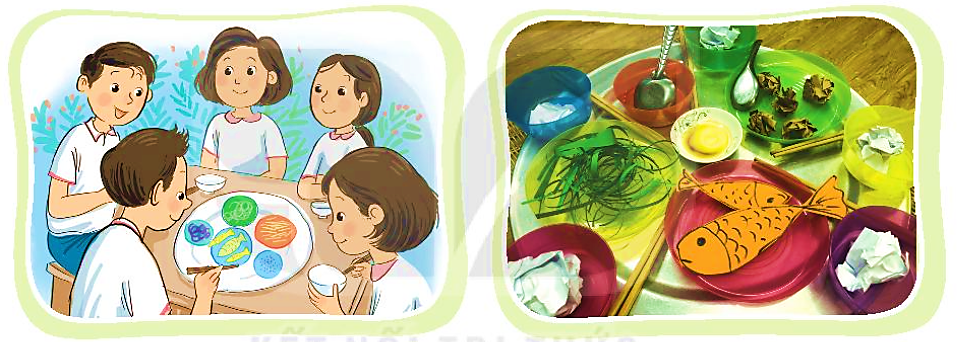 KẾT NỐI TRI THỨC